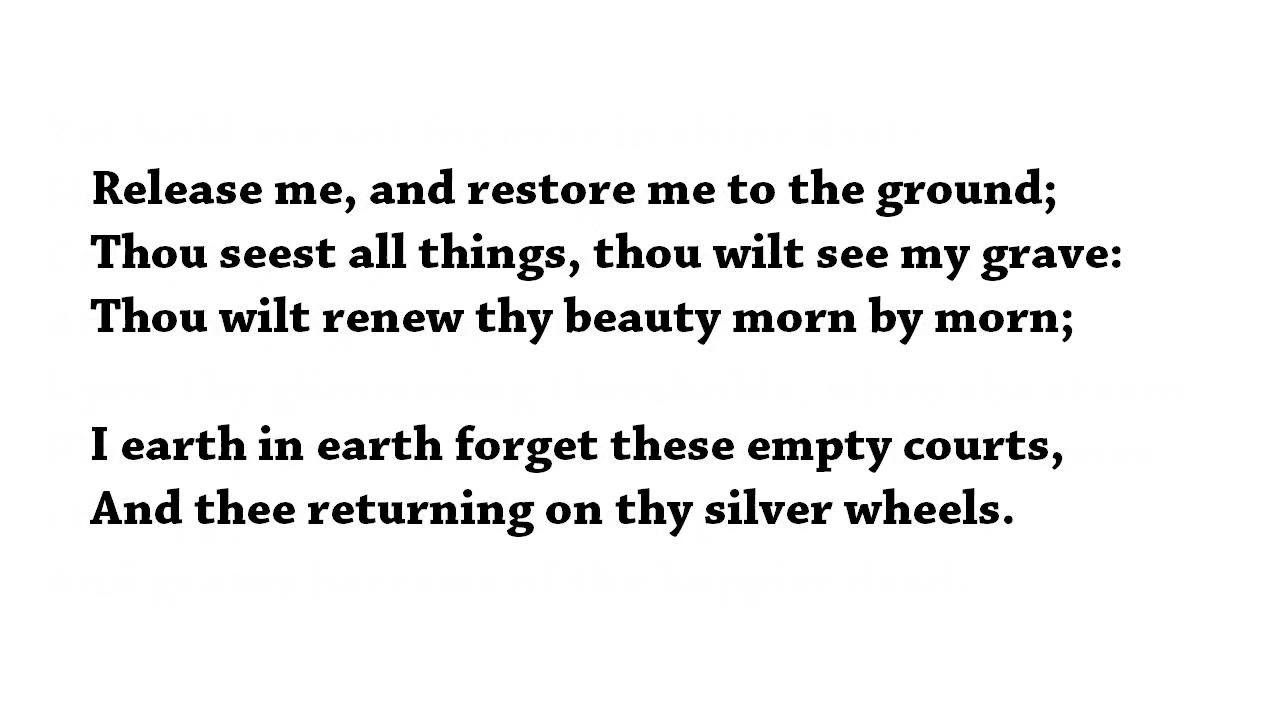 Release me, and restore me to the ground;
Thou seest all things, thou wilt see my grave:
Thou wilt renew thy beauty morn by morn;
I earth in earth forget these empty courts,
And thee returning on thy silver wheels.